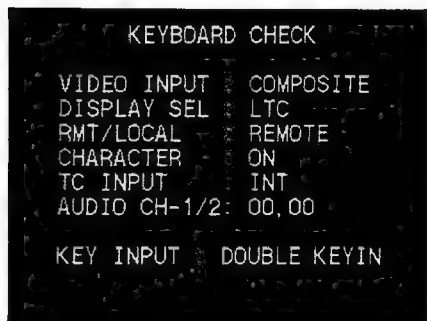 KEYBOARD CHECK
VIDEO INPUT : COMPOSITE
DISPLAY SEL : LTC
RMT/LOCAL : REMOTE
CHARACTER : ON
TC INPUT : INT
AUDIO CH-1/2: 00,00
KEY INPUT : DOUBLE KEYIN